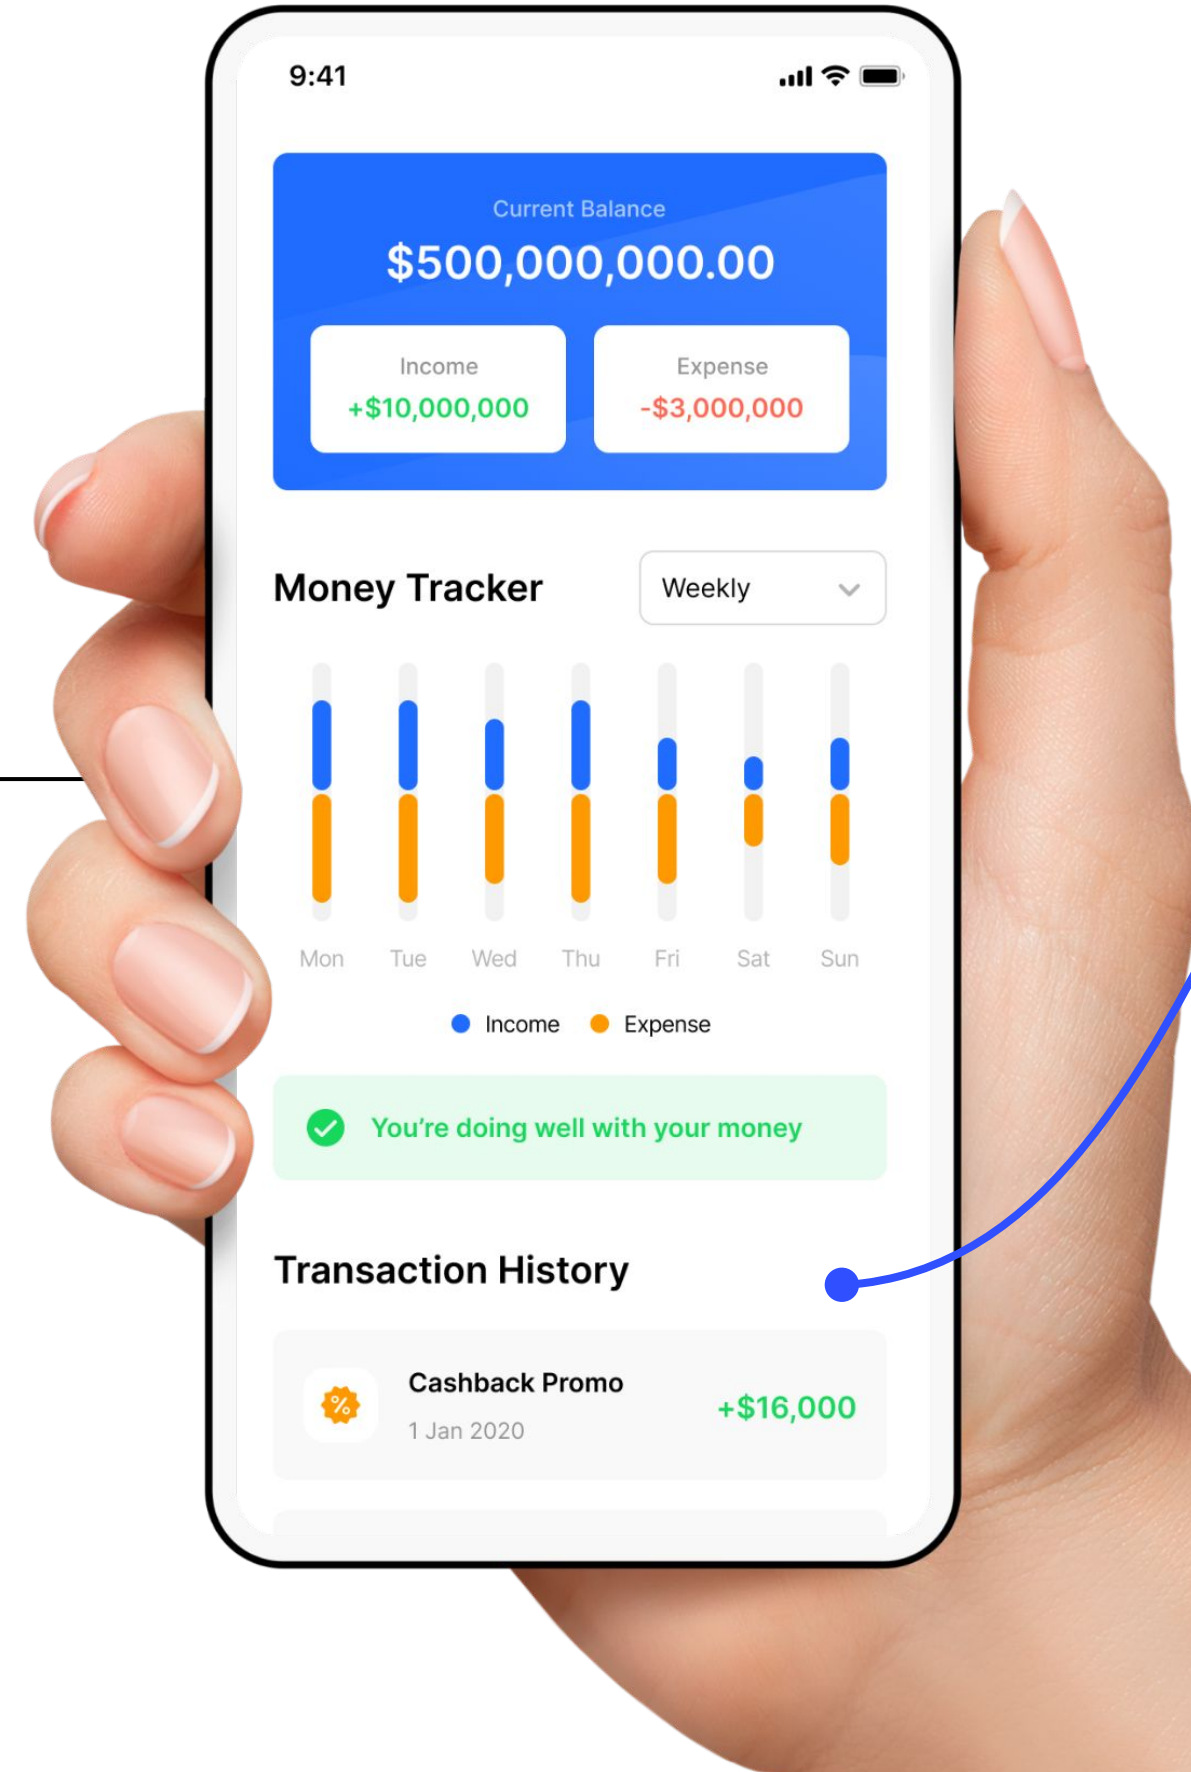 9:41
Current Balance
$500,000,000.00
Income
+$10,000,000
Expense
-$3,000,000
Money Tracker
Weekly
Mon Tue Wed Thu Fri Sat Sun
Income Expense
You’re doing well with your money
Transaction History
Cashback Promo
1 Jan 2020
+$16,000